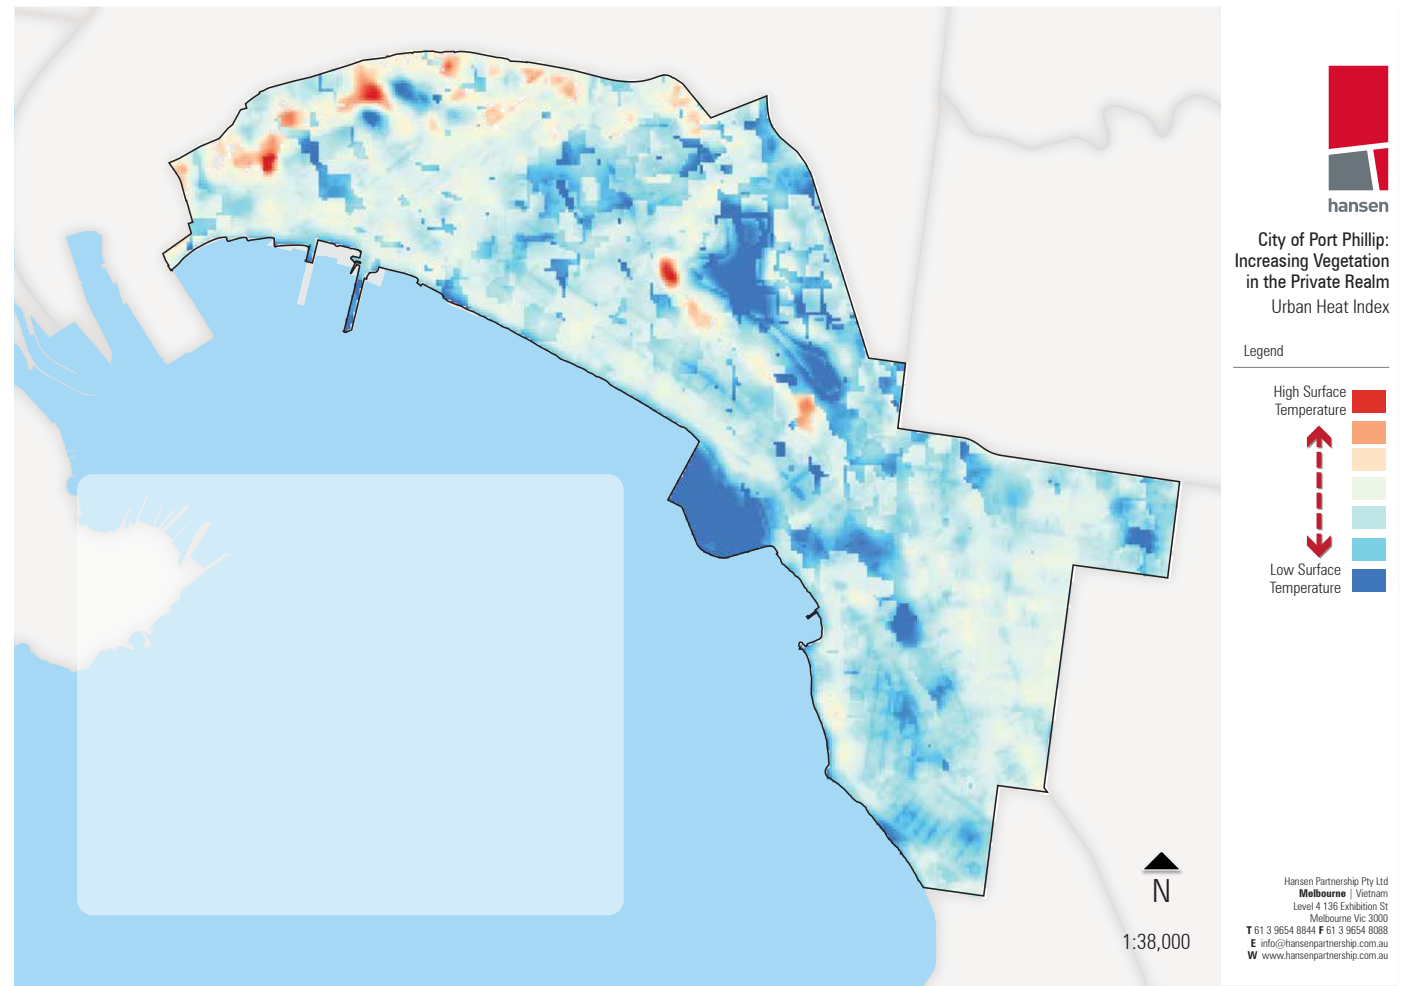 hansen
City of Port Phillip:
Increasing Vegetation
in the Private Realm
Urban Heat Index
Legend
High Surface
Temperature
Low Surface
Temperature
N
1:38,000
Hansen Partnership Pty Ltd
Melbourne | Vietnam
Level 4 136 Exhibition St
Melbourne Vic 3000
T 61 3 9654 8844 F 61 3 9654 8088
E info@hansenpartnership.com.au
W www.hansenpartnership.com.au